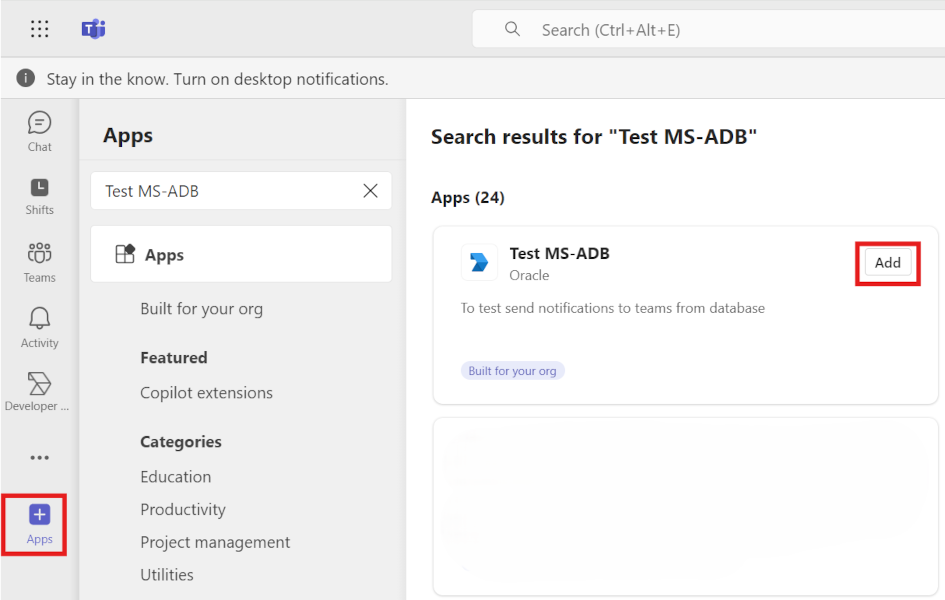 Search (Ctrl+Alt+E)
Stay in the know. Turn on desktop notifications.
Chat
Shifts
Teams
Activity
Developer ...
Apps
Apps
Test MS-ADB
Apps
Built for your org
Featured
Copilot extensions
Categories
Education
Productivity
Project management
Utilities
Search results for "Test MS-ADB"
Apps (24)
Test MS-ADB
Oracle
Add
To test send notifications to teams from database
Built for your org